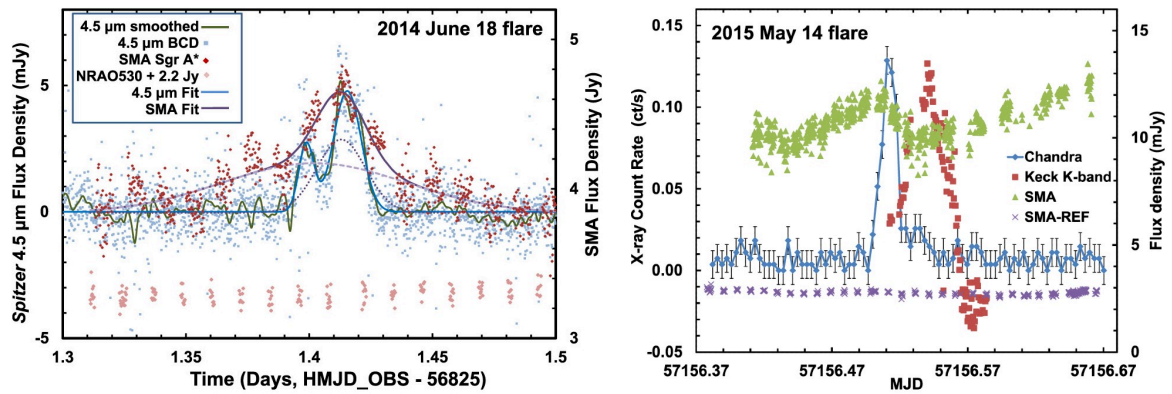 4.5 µm smoothed
4.5 µm BCD
SMA Sgr A*
NRAO530 + 2.2 Jy
4.5 µm Fit
SMA Fit
2014 June 18 flare
Spitzer 4.5 µm Flux Density (mJy)
5
0
-5
1.3
1.35
1.4
1.45
1.5
Time (Days, HMJD_OBS - 56825)
5
4
3
SMA Flux Density (Jy)
2015 May 14 flare
X-ray Count Rate (ct/s)
0.15
0.10
0.05
0.00
-0.05
57156.37
57156.47
57156.57
57156.67
MJD
Chandra
Keck K-band
SMA
SMA-REF
15
10
5
0
Flux density (mJy)